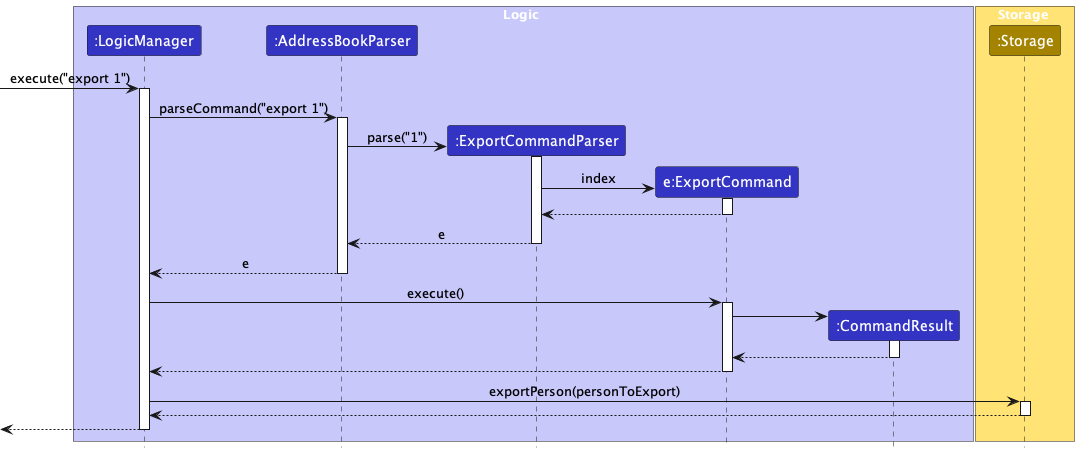 Logic
Storage
:LogicManager
:AddressBookParser
:Storage
execute("export 1")
parseCommand("export 1")
parse("1")
:ExportCommandParser
index
e:ExportCommand
e
e
execute()
:CommandResult
exportPerson(personToExport)